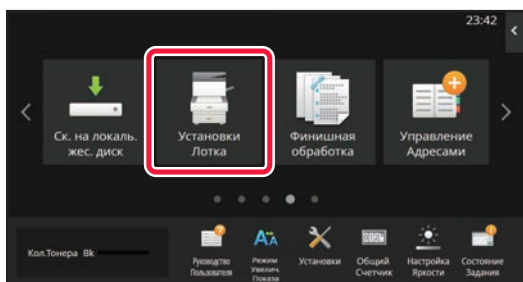 23:42
Ск. на локаль.
жес. диск
Установки
Лотка
Финишная
обработка
Управление
Адресами
Кол.Тонера Bk
Руководство
Пользователя
Режим
Увелич.
Показа
Установки
Общий
Счетчик
Настройка
Яркости
Состояние
Задания